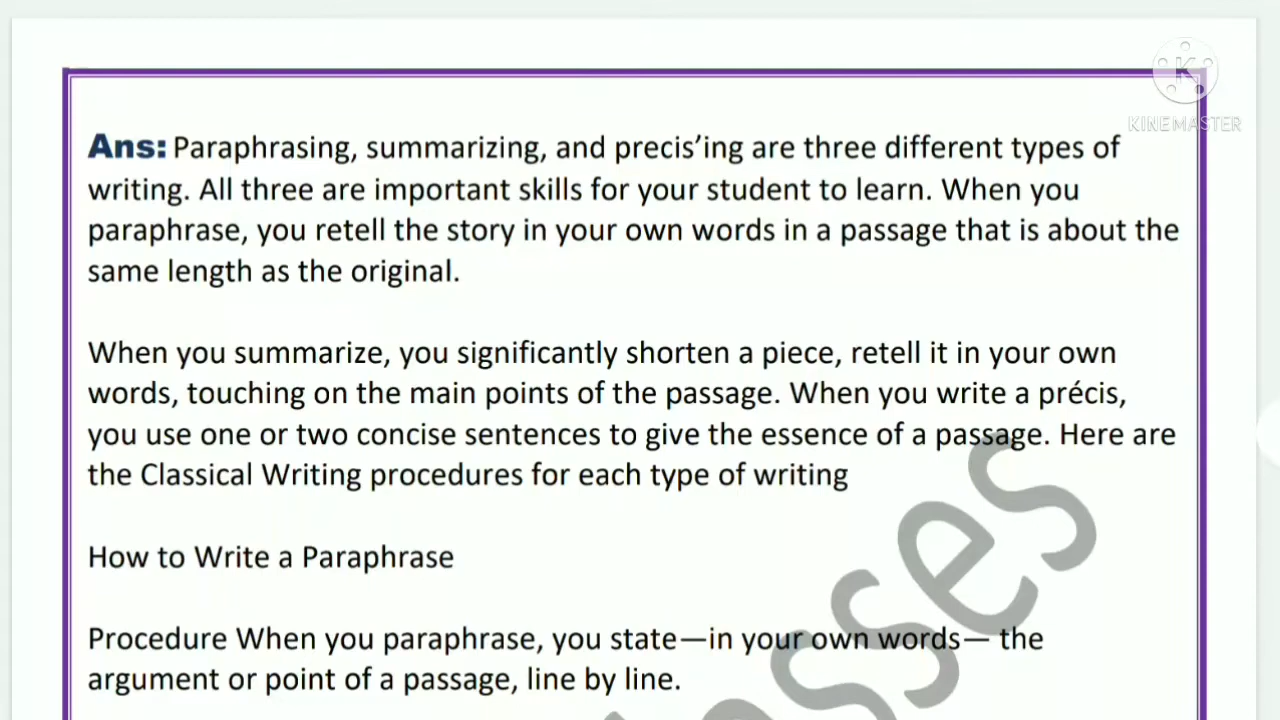 KINEMASTER
Ans: Paraphrasing, summarizing, and precis’ing are three different types of
writing. All three are important skills for your student to learn. When you
paraphrase, you retell the story in your own words in a passage that is about the
same length as the original.
When you summarize, you significantly shorten a piece, retell it in your own
words, touching on the main points of the passage. When you write a précis,
you use one or two concise sentences to give the essence of a passage. Here are
the Classical Writing procedures for each type of writing
How to Write a Paraphrase
Procedure When you paraphrase, you state—in your own words— the
argument or point of a passage, line by line.